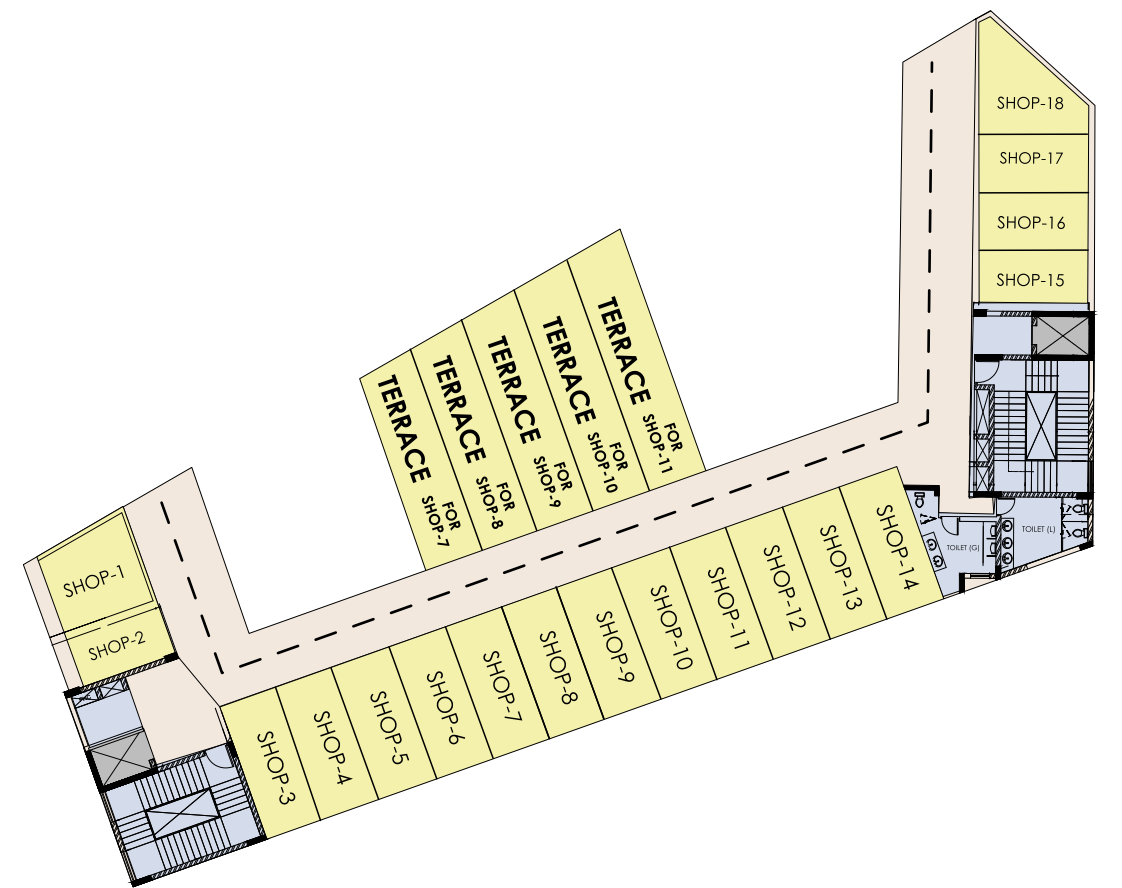 SHOP-18
SHOP-17
SHOP-16
SHOP-15
TERRACE
FOR
SHOP-7
TERRACE
FOR
SHOP-8
TERRACE
FOR
SHOP-9
TERRACE
FOR
SHOP-10
TERRACE
FOR
SHOP-11
SHOP-1
SHOP-2
SHOP-3
SHOP-4
SHOP-5
SHOP-6
SHOP-7
SHOP-8
SHOP-9
SHOP-10
SHOP-11
SHOP-12
SHOP-13
SHOP-14
TOILET (G)
TOILET (L)